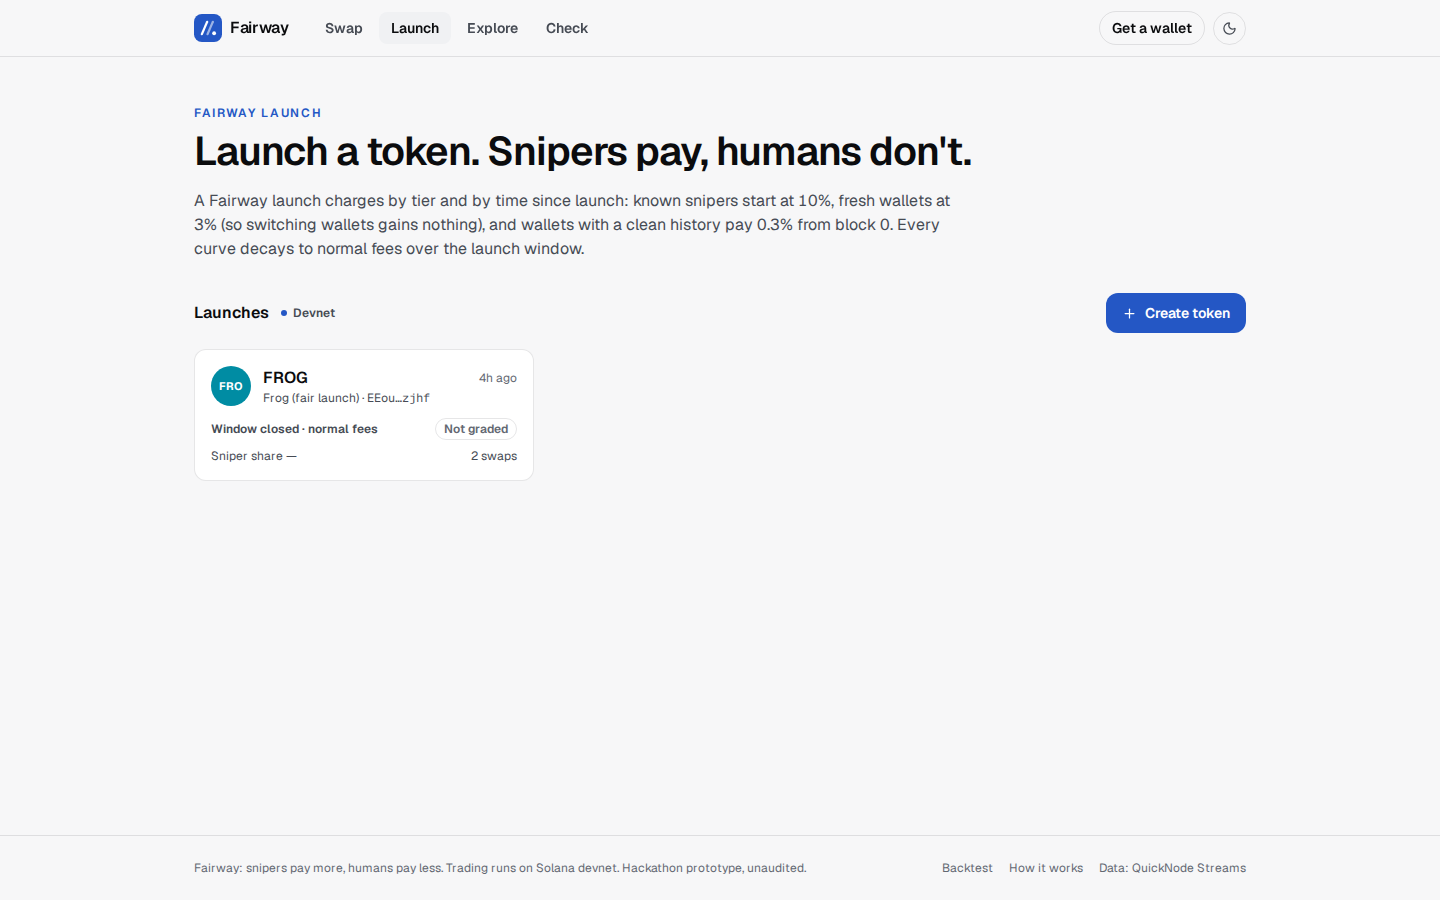 Fairway
Swap
Launch
Explore
Check
Get a wallet
FAIRWAY LAUNCH
Launch a token. Snipers pay, humans don't.
A Fairway launch charges by tier and by time since launch: known snipers start at 10%, fresh wallets at
3% (so switching wallets gains nothing), and wallets with a clean history pay 0.3% from block 0. Every
curve decays to normal fees over the launch window.
Launches
Devnet
Create token
FRO
FROG
4h ago
Frog (fair launch) · EEou…zjhf
Window closed · normal fees
Not graded
Sniper share —
2 swaps
Fairway: snipers pay more, humans pay less. Trading runs on Solana devnet. Hackathon prototype, unaudited.
Backtest
How it works
Data: QuickNode Streams